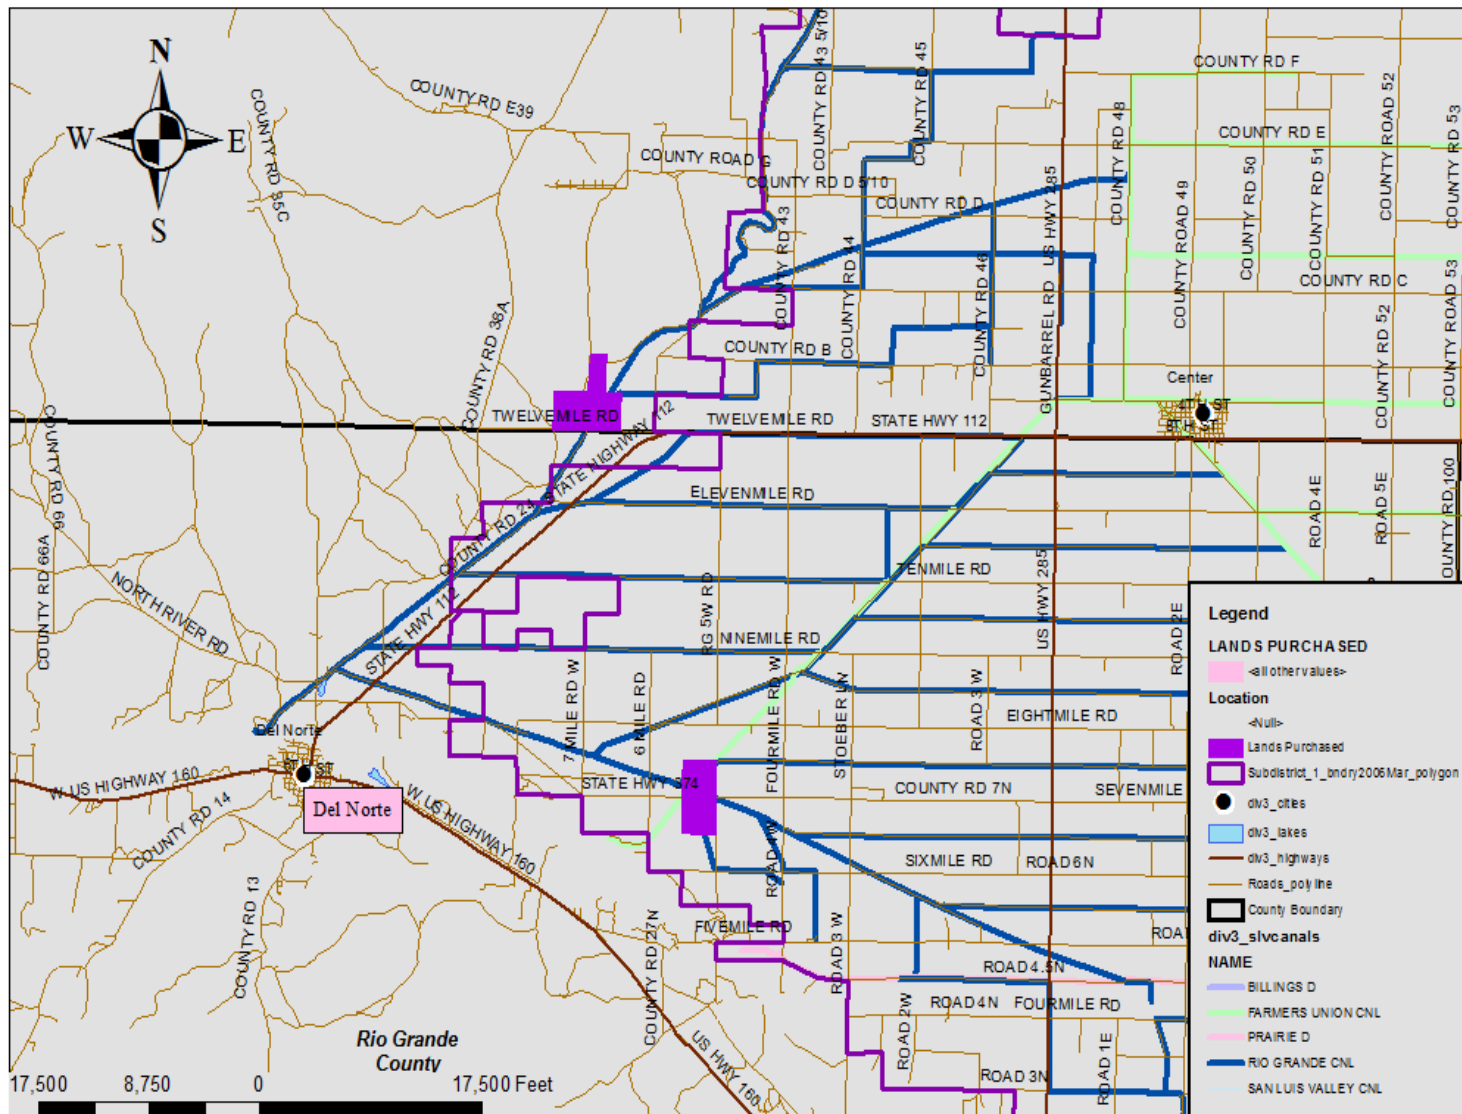 N
W
E
S
COUNTY RD E39
COUNTY RD 35C
COUNTY RD 43 5/10
COUNTY RD 45
COUNTY RD F
COUNTY RD 48
COUNTY RD E
COUNTY ROAD 52
COUNTY RD 53
COUNTY ROAD G
COUNTY RD D 5/10
COUNTY RD D
US HWY 285
COUNTY ROAD 49
COUNTY RD 50
COUNTY RD 51
COUNTY RD 43
COUNTY RD 44
COUNTY RD 46
COUNTY RD C
COUNTY RD 38A
COUNTY RD B
GUNBARREL RD
COUNTY RD 52
COUNTY ROAD 53
Center
4TH ST
8TH ST
TWELVEMILE RD
TWELVEMILE RD
STATE HWY 112
STATE HIGHWAY 112
COUNTY RD 66
COUNTY RD 66A
ELEVENMILE RD
COUNTY RD 24
ROAD 4E
ROAD 5E
OUNTY RD 100
NORTH RIVER RD
STATE HWY 112
TENMILE RD
NINEMILE RD
RG 5W RD
US HWY 285
ROAD 2E
7 MILE RD W
6 MILE RD
FOURMILE RD W
STOEBER LN
ROAD 3 W
EIGHTMILE RD
Del Norte
W US HIGHWAY 160
STATE HWY 374
COUNTY RD 7N
SEVENMILE
Del Norte
W US HIGHWAY 160
COUNTY RD 14
ROAD 4W
SIXMILE RD
ROAD 6N
COUNTY RD 13
FIVEMILE RD
ROAD 3 W
ROA
COUNTY RD 27N
ROAD 4.5N
ROAD 4N
FOURMILE RD
ROAD 2W
ROAD 1E
ROAD 3N
US HWY 160
Rio Grande
County
17,500
8,750
0
17,500 Feet
Legend
LANDS PURCHASED
<all other values>
Location
<Null>
Lands Purchased
Subdistrict_1_bndry2006Mar_polygon
div3_cities
div3_lakes
div3_highways
Roads_polyline
County Boundary
div3_slvcanals
NAME
BILLINGS D
FARMERS UNION CNL
PRAIRIE D
RIO GRANDE CNL
SAN LUIS VALLEY CNL